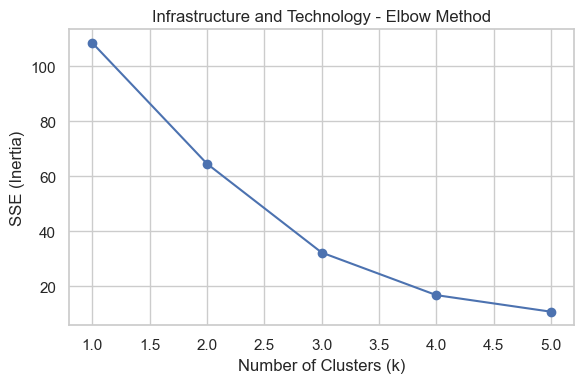 Infrastructure and Technology - Elbow Method
SSE (Inertia)
100
80
60
40
20
1.0 1.5 2.0 2.5 3.0 3.5 4.0 4.5 5.0
Number of Clusters (k)